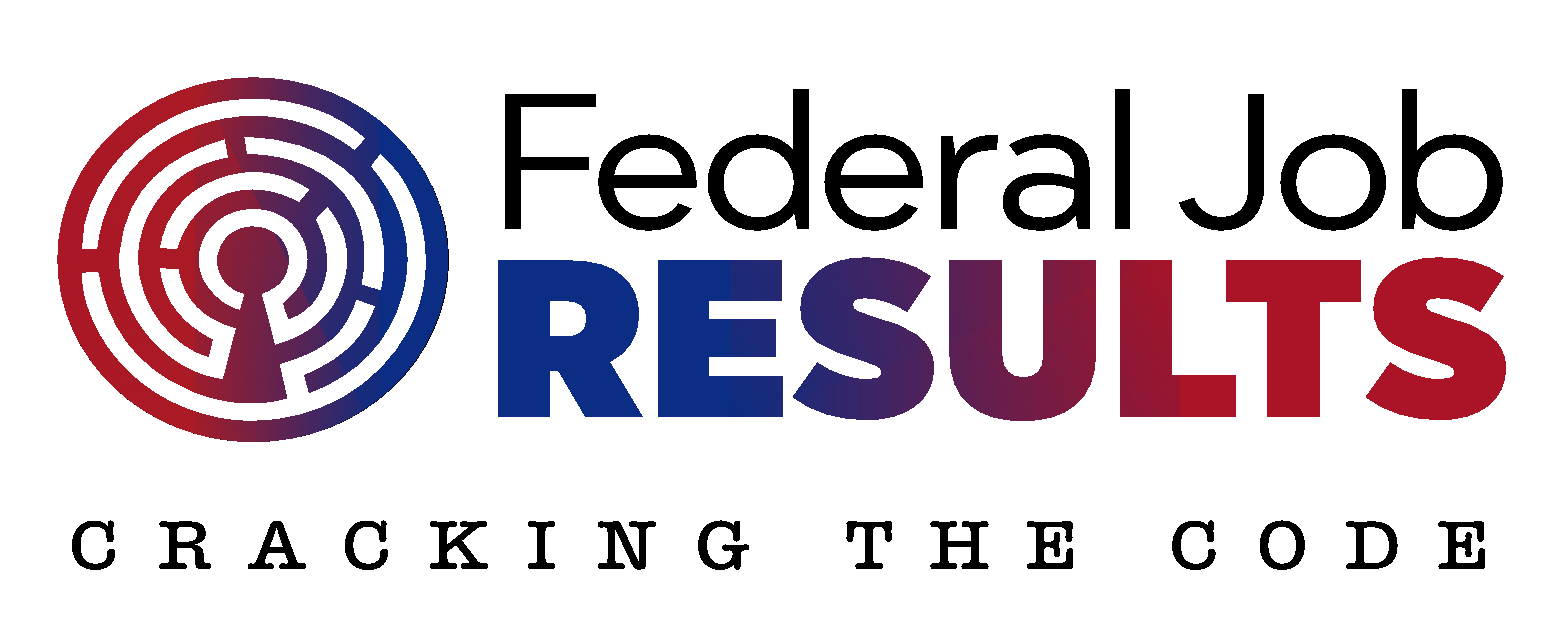 Federal Job
RESULTS
CRACKING THE CODE